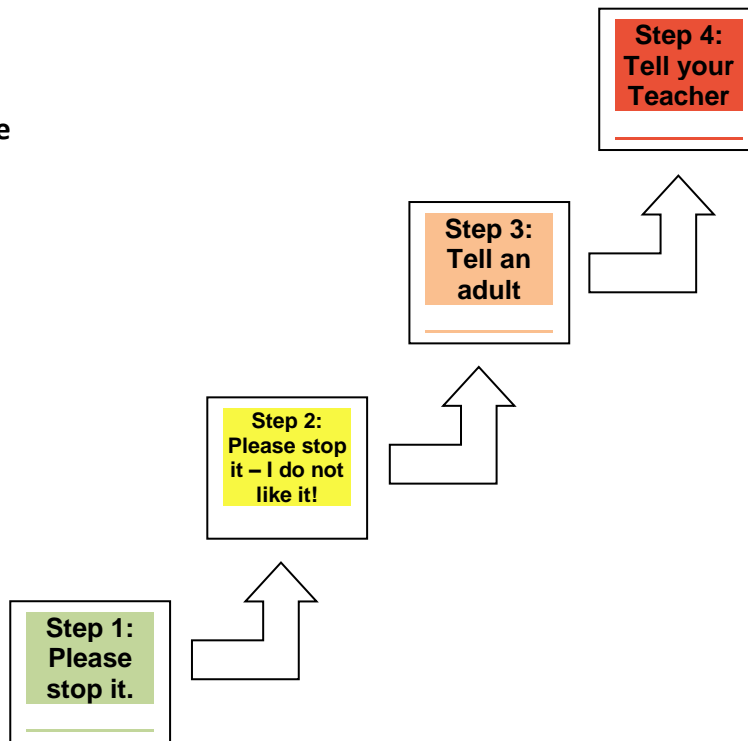 Step 4:
Tell your
Teacher
e
Step 3:
Tell an
adult
Step 2:
Please stop
it – I do not
like it!
Step 1:
Please
stop it.